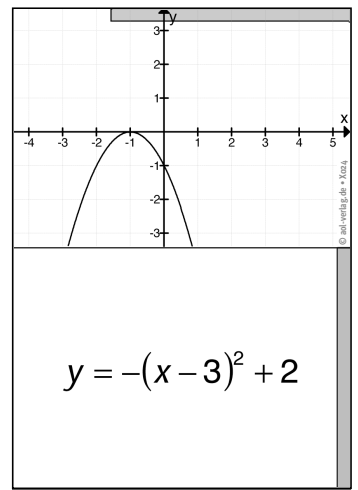 y
3
2
1
x
-4 -3 -2 -1 1 2 3 4 5
-1
-2
-3
© aol-verlag.de • X024
y = −(x − 3)² + 2